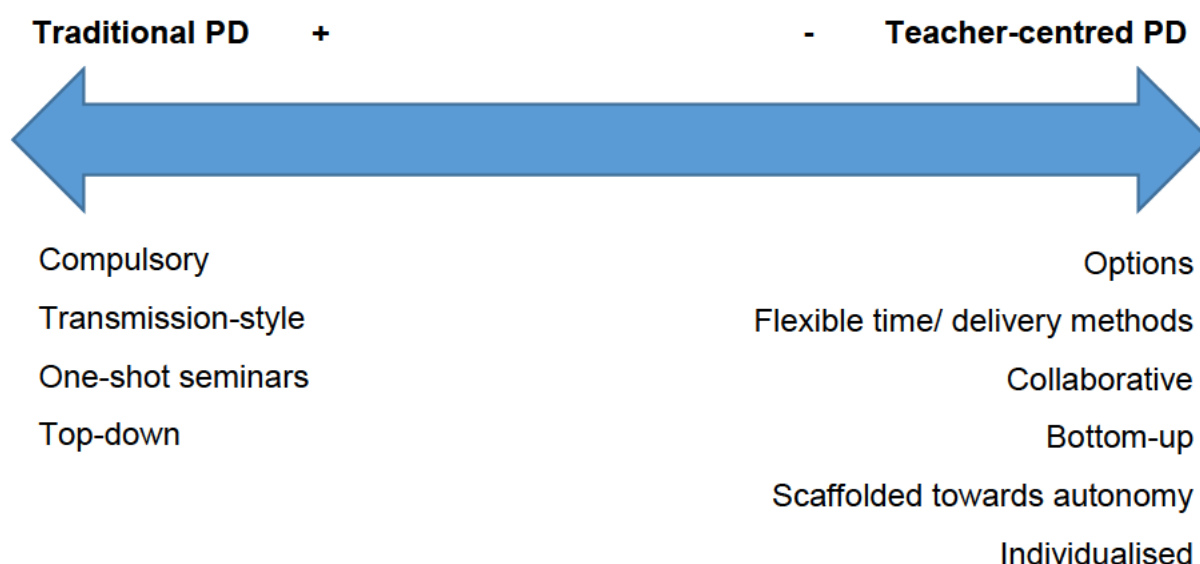 Traditional PD + - Teacher-centred PD
Compulsory
Transmission-style
One-shot seminars
Top-down
Options
Flexible time/ delivery methods
Collaborative
Bottom-up
Scaffolded towards autonomy
Individualised